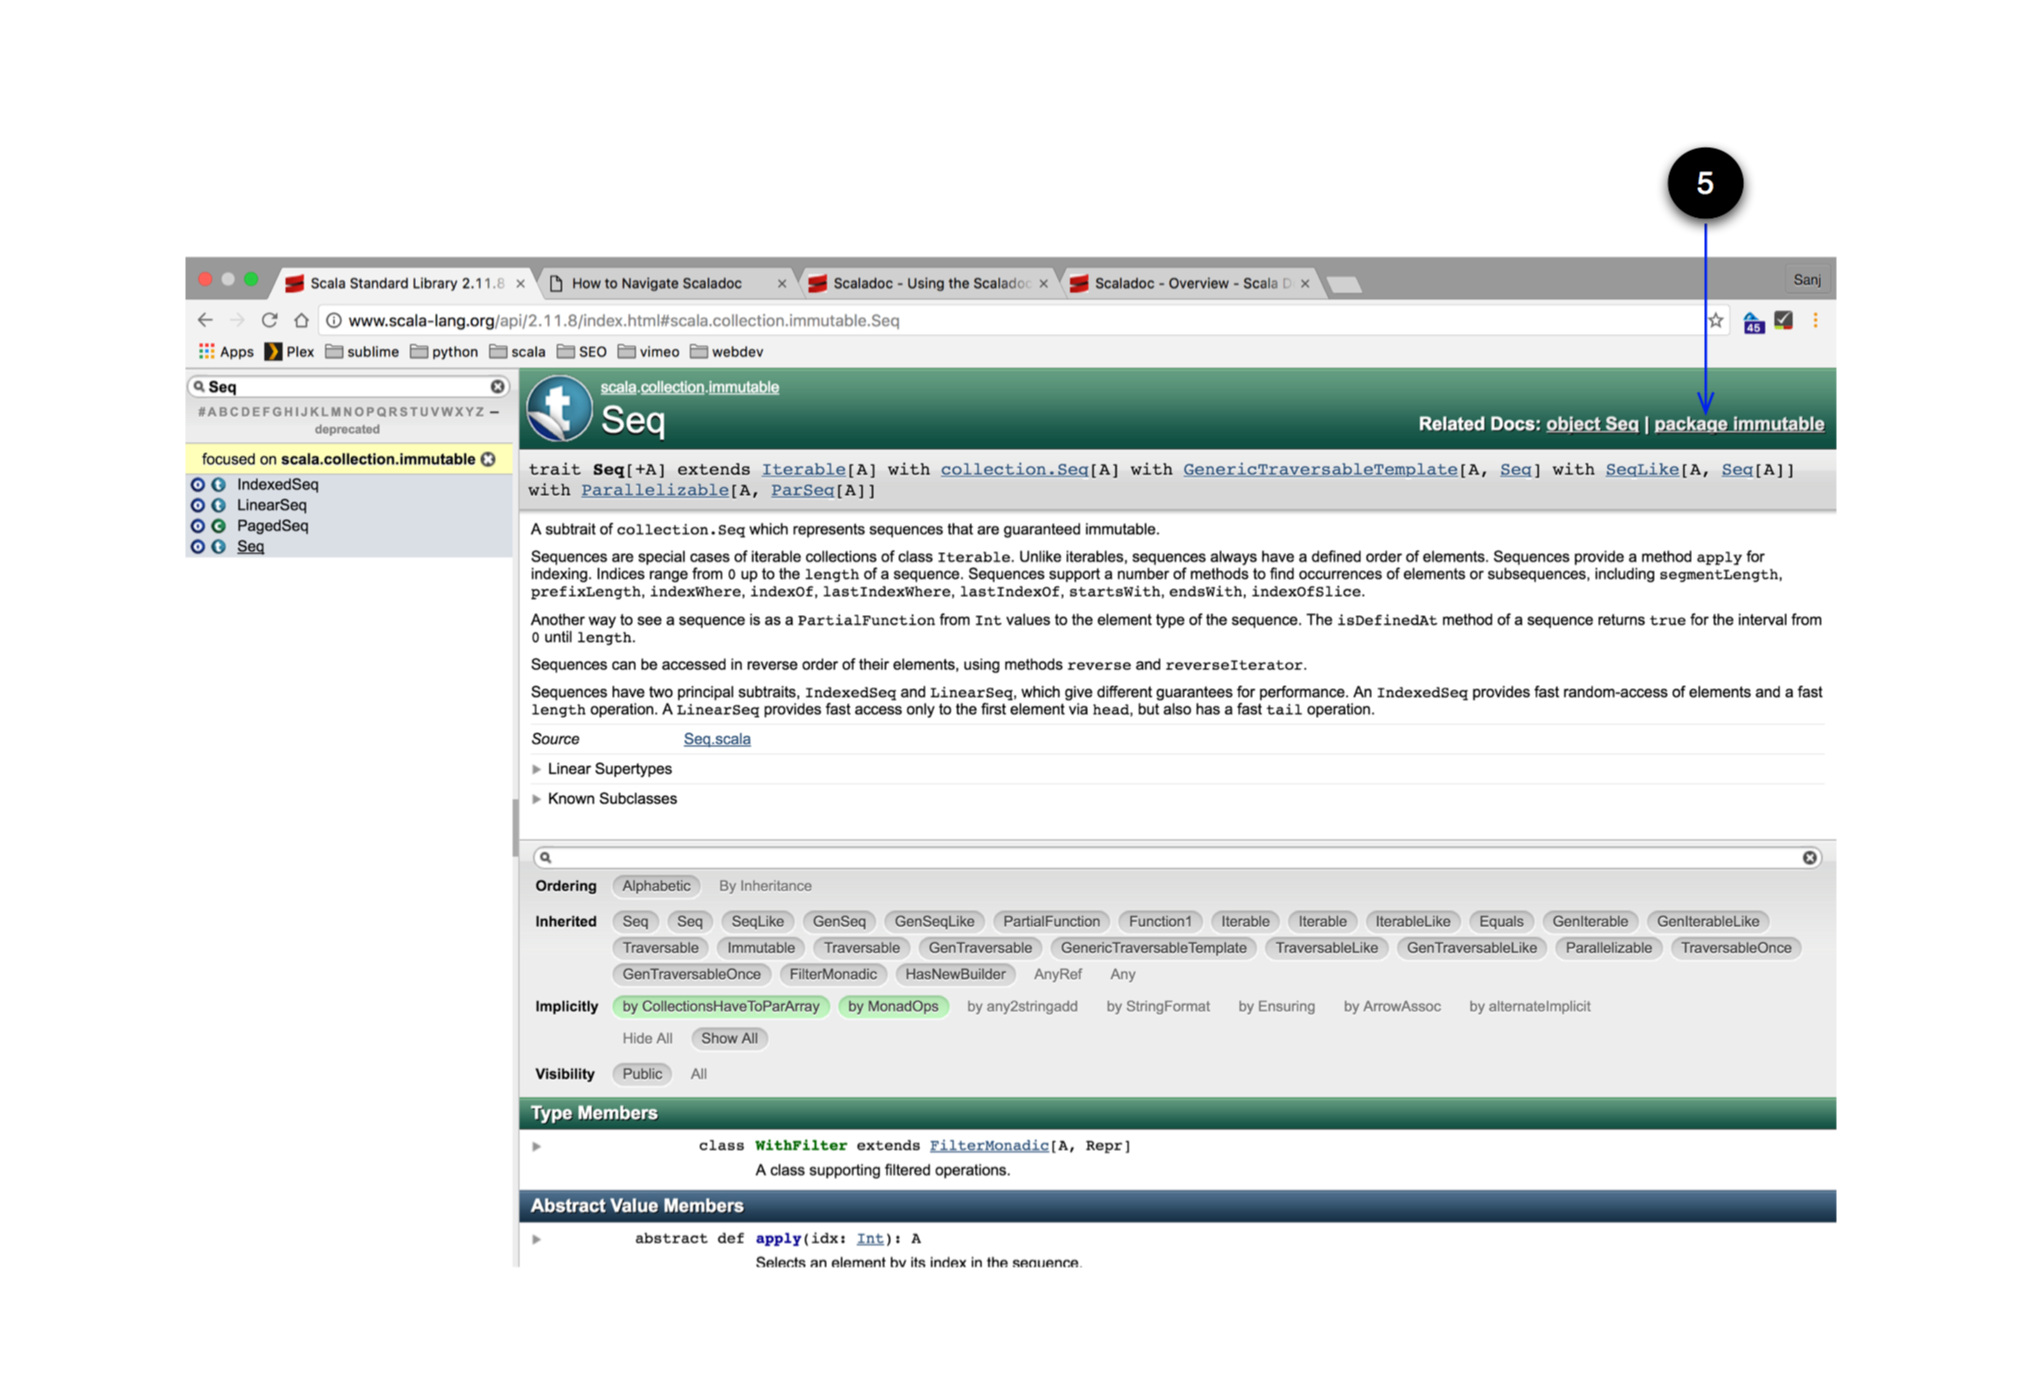 5
Scala Standard Library 2.11.8
How to Navigate Scaladoc
Scaladoc - Using the Scaladoc
Scaladoc - Overview - Scala D
Sanj
www.scala-lang.org/api/2.11.8/index.html#scala.collection.immutable.Seq
45
Apps Plex sublime python scala SEO vimeo webdev
Seq
#ABCDEFGHIJKLMNOPQRSTUVWXYZ –
deprecated
focused on scala.collection.immutable
IndexedSeq
LinearSeq
PagedSeq
Seq
t
scala.collection.immutable
Seq
Related Docs: object Seq | package immutable
trait Seq[+A] extends Iterable[A] with collection.Seq[A] with GenericTraversableTemplate[A, Seq] with SeqLike[A, Seq[A]]
with Parallelizable[A, ParSeq[A]]
A subtrait of collection.Seq which represents sequences that are guaranteed immutable.
Sequences are special cases of iterable collections of class Iterable. Unlike iterables, sequences always have a defined order of elements. Sequences provide a method apply for
indexing. Indices range from 0 up to the length of a sequence. Sequences support a number of methods to find occurrences of elements or subsequences, including segmentLength,
prefixLength, indexWhere, indexOf, lastIndexWhere, lastIndexOf, startsWith, endsWith, indexOfSlice.
Another way to see a sequence is as a PartialFunction from Int values to the element type of the sequence. The isDefinedAt method of a sequence returns true for the interval from
0 until length.
Sequences can be accessed in reverse order of their elements, using methods reverse and reverseIterator.
Sequences have two principal subtraits, IndexedSeq and LinearSeq, which give different guarantees for performance. An IndexedSeq provides fast random-access of elements and a fast
length operation. A LinearSeq provides fast access only to the first element via head, but also has a fast tail operation.
Source Seq.scala
Linear Supertypes
Known Subclasses
Ordering Alphabetic By Inheritance
Inherited Seq Seq SeqLike GenSeq GenSeqLike PartialFunction Function1 Iterable Iterable IterableLike Equals GenIterable GenIterableLike
Traversable Immutable Traversable GenTraversable GenericTraversableTemplate TraversableLike GenTraversableLike Parallelizable TraversableOnce
GenTraversableOnce FilterMonadic HasNewBuilder AnyRef Any
Implicitly by CollectionsHaveToParArray by MonadOps by any2stringadd by StringFormat by Ensuring by ArrowAssoc by alternateImplicit
Hide All Show All
Visibility Public All
Type Members
class WithFilter extends FilterMonadic[A, Repr]
A class supporting filtered operations.
Abstract Value Members
abstract def apply(idx: Int): A
Selects an element by its index in the sequence.